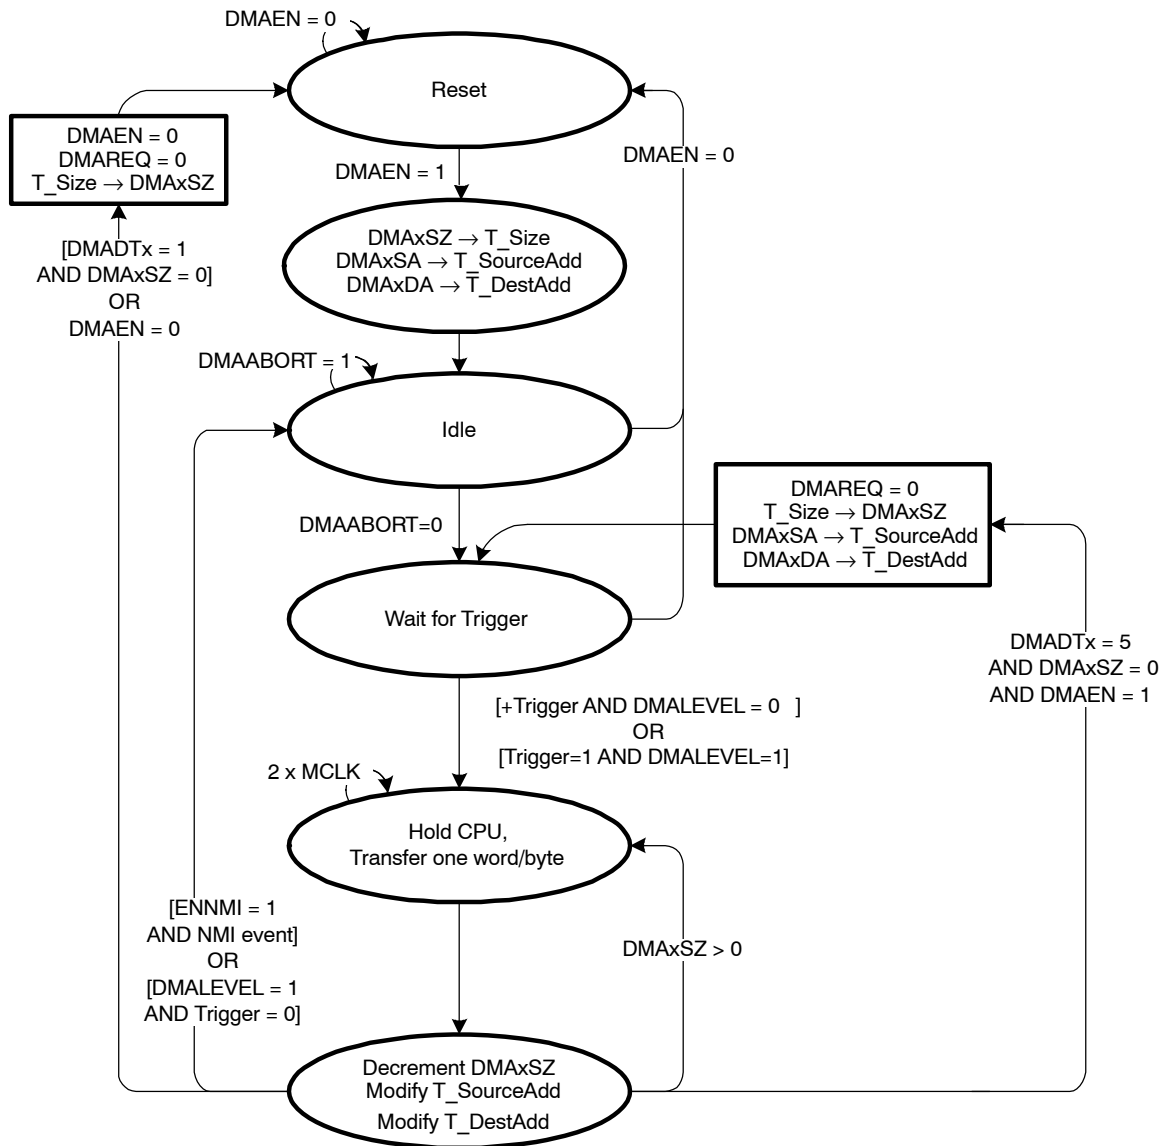 DMAEN = 0
Reset
DMAEN = 0
DMAREQ = 0
T_Size → DMAxSZ
DMAEN = 0
DMAEN = 1
[DMADTx = 1
AND DMAxSZ = 0]
OR
DMAEN = 0
DMAxSZ → T_Size
DMAxSA → T_SourceAdd
DMAxDA → T_DestAdd
DMAABORT = 1
Idle
DMAABORT=0
DMAREQ = 0
T_Size → DMAxSZ
DMAxSA → T_SourceAdd
DMAxDA → T_DestAdd
Wait for Trigger
DMADTx = 5
AND DMAxSZ = 0
AND DMAEN = 1
[+Trigger AND DMALEVEL = 0 ]
OR
[Trigger=1 AND DMALEVEL=1]
2 x MCLK
Hold CPU,
Transfer one word/byte
[ENNMI = 1
AND NMI event]
OR
[DMALEVEL = 1
AND Trigger = 0]
DMAxSZ > 0
Decrement DMAxSZ
Modify T_SourceAdd
Modify T_DestAdd